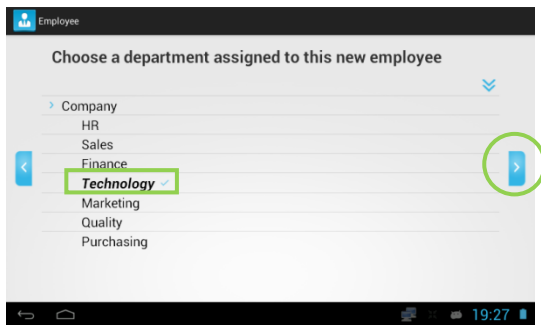 Employee
Choose a department assigned to this new employee
Company
HR
Sales
Finance
Technology
Marketing
Quality
Purchasing
19:27